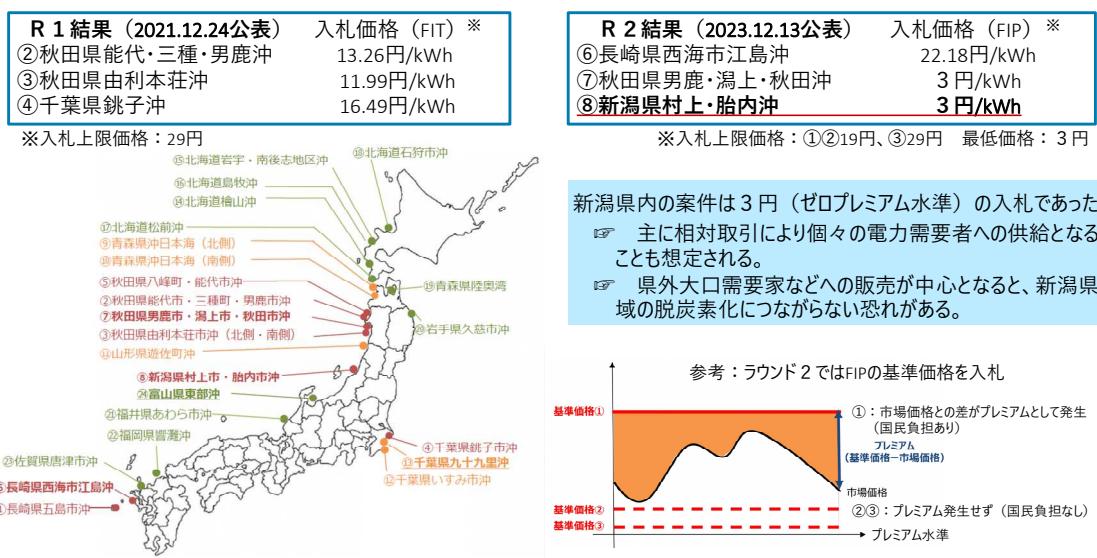 R1結果（2021.12.24公表） 入札価格（FIT）※
②秋田県能代・三種・男鹿沖 13.26円/kWh
③秋田県由利本荘沖 11.99円/kWh
④千葉県銚子沖 16.49円/kWh
※入札上限価格：29円
R2結果（2023.12.13公表） 入札価格（FIP）※
⑥長崎県西海市江島沖 22.18円/kWh
⑦秋田県男鹿・潟上・秋田沖 3円/kWh
⑧新潟県村上・胎内沖 3円/kWh
※入札上限価格：①②19円、③29円 最低価格：3円
⑱北海道石狩市沖
⑮北海道岩宇・南後志地区沖
⑯北海道島牧沖
⑭北海道檜山沖
⑰北海道松前沖
⑨青森県沖日本海（北側）
⑩青森県沖日本海（南側）
⑤秋田県八峰町・能代市沖
⑲青森県陸奥湾
②秋田県能代市・三種町・男鹿市沖
⑦秋田県男鹿市・潟上市・秋田市沖
⑳岩手県久慈市沖
③秋田県由利本荘市沖（北側・南側）
⑪山形県遊佐町沖
⑧新潟県村上市・胎内市沖
㉔富山県東部沖
㉑福井県あわら市沖
㉒福岡県響灘沖
④千葉県銚子市沖
㉓佐賀県唐津市沖
⑬千葉県九十九里沖
⑫千葉県いすみ市沖
長崎県西海市江島沖
長崎県五島市沖
新潟県内の案件は３円（ゼロプレミアム水準）の入札であった
☞ 主に相対取引により個々の電力需要者への供給となる
ことも想定される。
☞ 県外大口需要家などへの販売が中心となると、新潟県
域の脱炭素化につながらない恐れがある。
参考：ラウンド２ではFIPの基準価格を入札
基準価格①
①：市場価格との差がプレミアムとして発生
（国民負担あり）
プレミアム
（基準価格－市場価格）
市場価格
基準価格②
②③：プレミアム発生せず（国民負担なし）
基準価格③
プレミアム水準